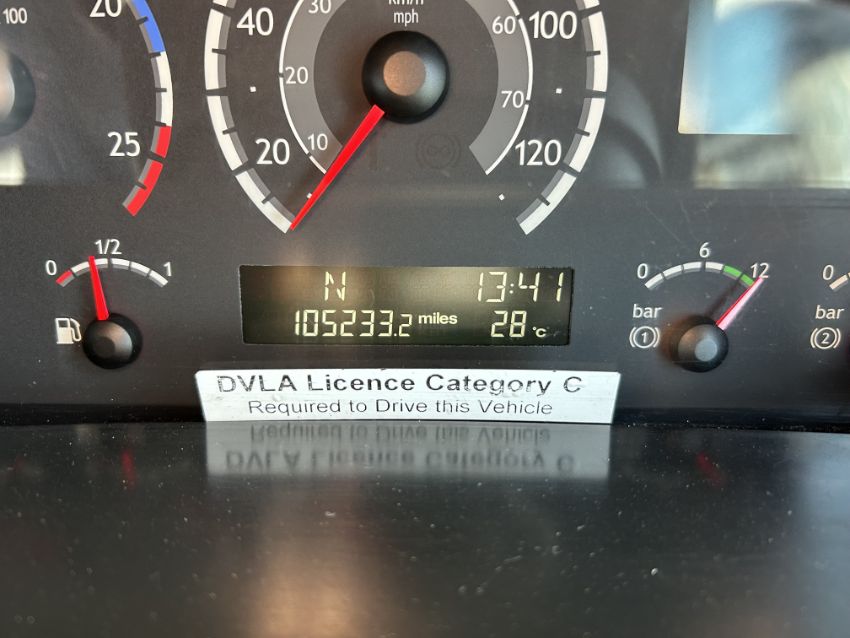 100
20
25
40
20
30
20
10
km/h
mph
60
70
100
120
0
1/2
1
N 13:41
105233.2 miles 28 °C
0
6
12
bar
(1)
0
bar
(2)
DVLA Licence Category C
Required to Drive this Vehicle